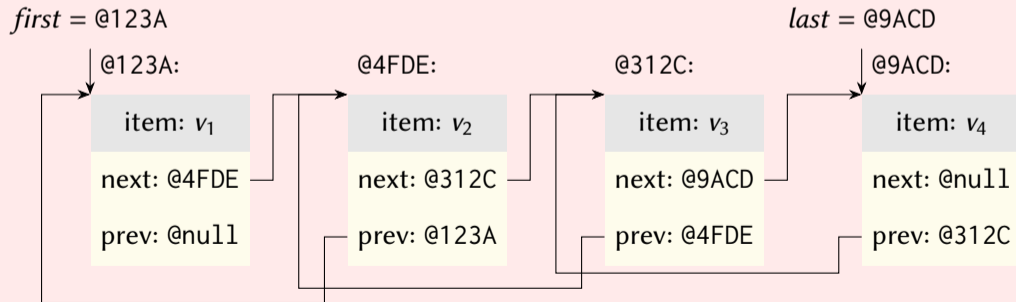 first = @123A last = @9ACD
@123A: @4FDE: @312C: @9ACD:
item: v₁ item: v₂ item: v₃ item: v₄
next: @4FDE next: @312C next: @9ACD next: @null
prev: @null prev: @123A prev: @4FDE prev: @312C